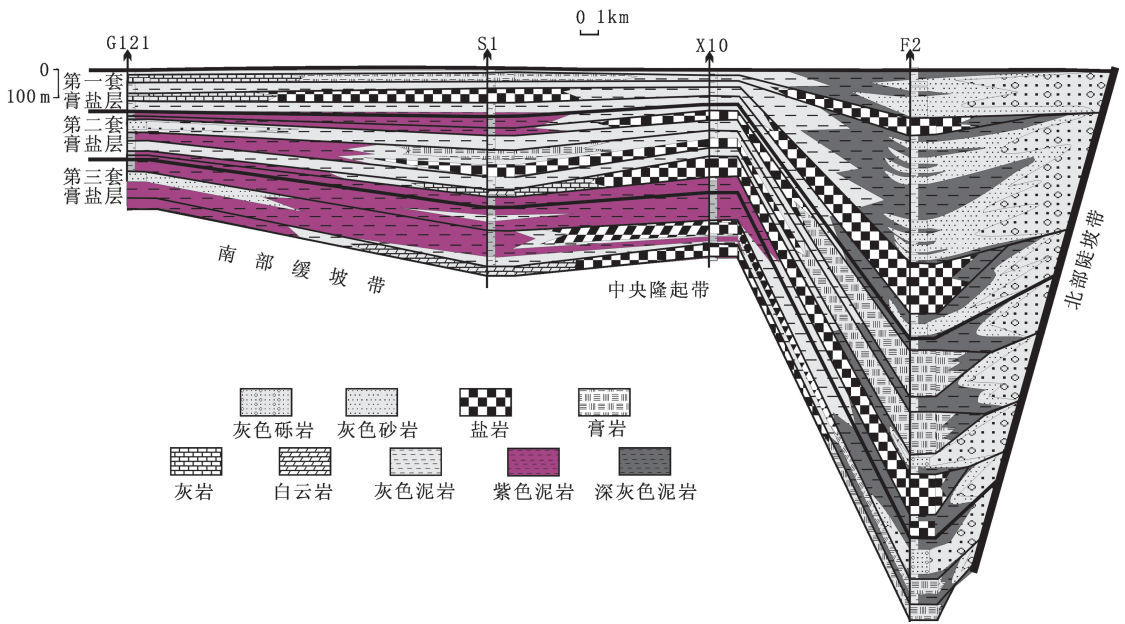 0 1km
G121
S1
X10
F2
0
100m
第一套
膏盐层
第二套
膏盐层
第三套
膏盐层
南部缓坡带
中央隆起带
北部陡坡带
灰色砾岩
灰色砂岩
盐岩
膏岩
灰岩
白云岩
灰色泥岩
紫色泥岩
深灰色泥岩